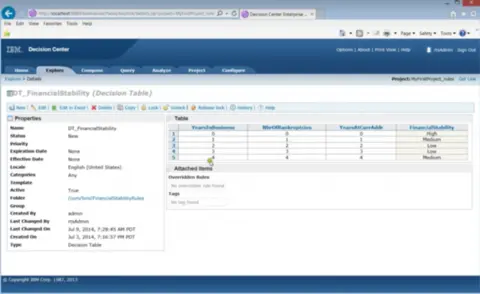 Decision Center Enterprise ...
File Edit View Favorites Tools Help
Page Safety Tools
IBM. Decision Center
Options | About | Print View | Help
rtsAdmin Sign Out
Home Explore Compose Query Analyze Project Configure
Explore > Details
Project: MyFirstProject_rules Get Link
DT_FinancialStability (Decision Table)
New Edit Edit in Excel Delete Copy Lock Unlock Release lock History Help
Properties
Name DT_FinancialStability
Status New
Priority
Expiration Date None
Effective Date None
Locale English (United States)
Categories Any
Template
Active True
Folder
Group
Created By admin
Last Changed By rtsAdmin
Last Changed On Jul 9, 2014, 7:28:45 AM PDT
Created On Jul 3, 2014, 7:16:37 PM PDT
Type Decision Table
Table
YearsInBusiness NbrOfBankruptcies YearsAtCurrAddr FinancialStability
1 0 0 0 High
2 1 1 1 Medium
3 2 2 2 Low
4 3 3 3 Low
5 4 4 4 Medium
Attached Items
Overridden Rules
No overridden rule found
Tags
No tag found
© Copyright IBM Corp. 1987, 2013